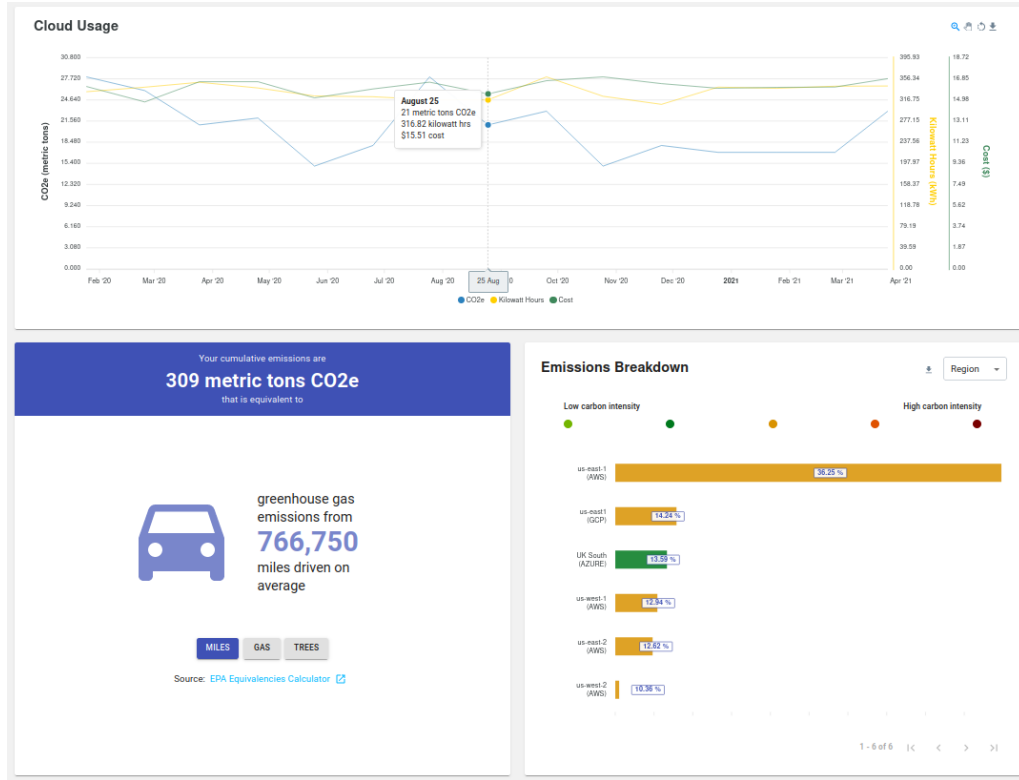 Cloud Usage
30.800
27.720
24.640
21.560
18.480
15.400
12.320
9.240
6.160
3.080
0.000
CO2e (metric tons)
395.93
356.34
316.75
277.15
237.56
197.97
158.37
118.78
79.19
39.59
0.00
Kilowatt Hours (kWh)
18.72
16.85
14.98
13.11
11.23
9.36
7.49
5.62
3.74
1.87
0.00
Cost ($)
August 25
21 metric tons CO2e
316.82 kilowatt hrs
$15.51 cost
Feb '20 Mar '20 Apr '20 May '20 Jun '20 Jul '20 Aug '20 25 Aug 0 Oct '20 Nov '20 Dec '20 2021 Feb '21 Mar '21 Apr '21
CO2e Kilowatt Hours Cost
Your cumulative emissions are
309 metric tons CO2e
that is equivalent to
greenhouse gas
emissions from
766,750
miles driven on
average
MILES GAS TREES
Source: EPA Equivalencies Calculator
Emissions Breakdown
Region
Low carbon intensity High carbon intensity
us-east-1
(AWS)
36.25 %
us-east1
(GCP)
14.24 %
UK South
(AZURE)
13.59 %
us-west-1
(AWS)
12.94 %
us-east-2
(AWS)
12.62 %
us-west-2
(AWS)
10.36 %
1 - 6 of 6